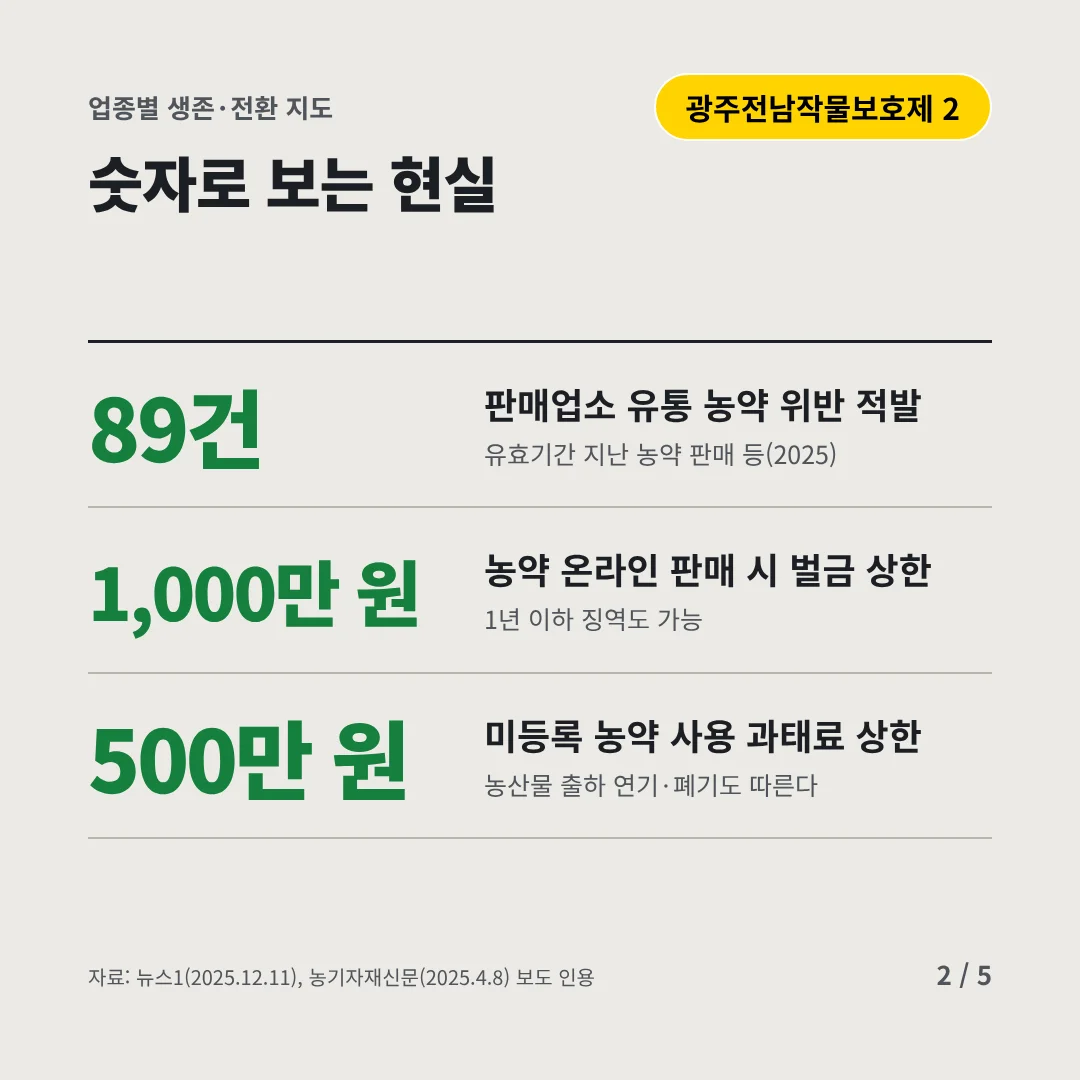 업종별 생존·전환 지도
광주전남작물보호제 2
숫자로 보는 현실
89건
판매업소 유통 농약 위반 적발
유효기간 지난 농약 판매 등(2025)
1,000만 원
농약 온라인 판매 시 벌금 상한
1년 이하 징역도 가능
500만 원
미등록 농약 사용 과태료 상한
농산물 출하 연기·폐기도 따른다
자료: 뉴스1(2025.12.11), 농기자재신문(2025.4.8) 보도 인용
2 / 5